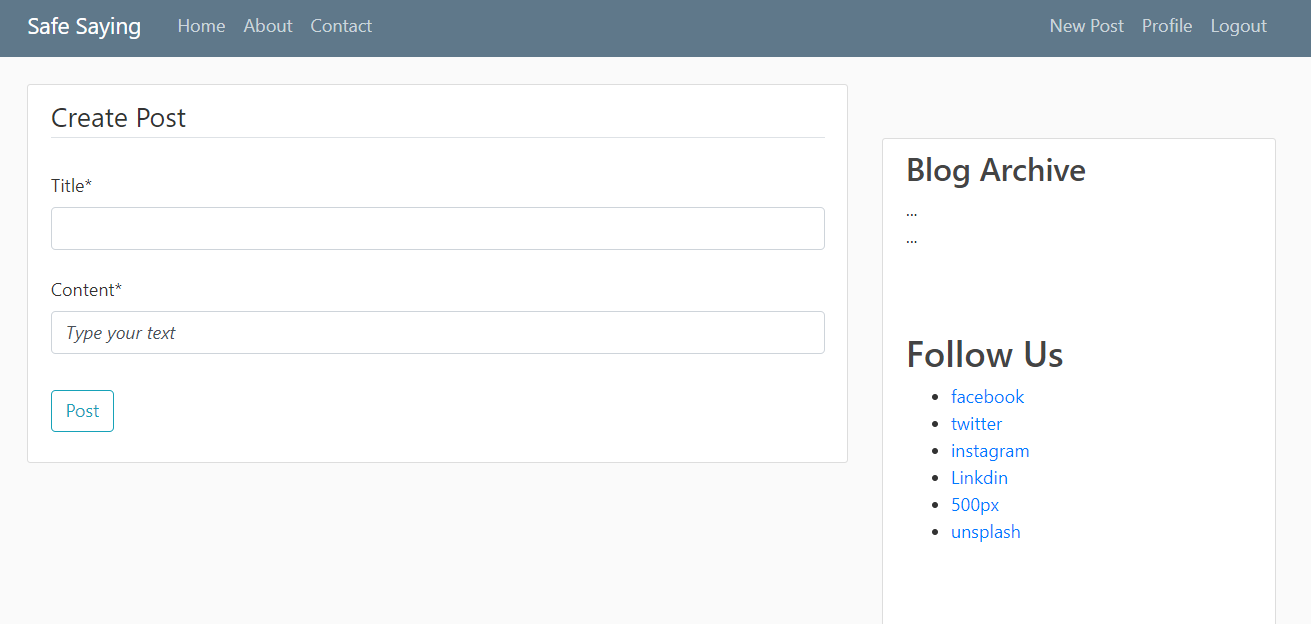 Safe Saying Home About Contact New Post Profile Logout
Create Post
Title*
Content*
Type your text
Post
Blog Archive
...
...
Follow Us
facebook
twitter
instagram
Linkdin
500px
unsplash